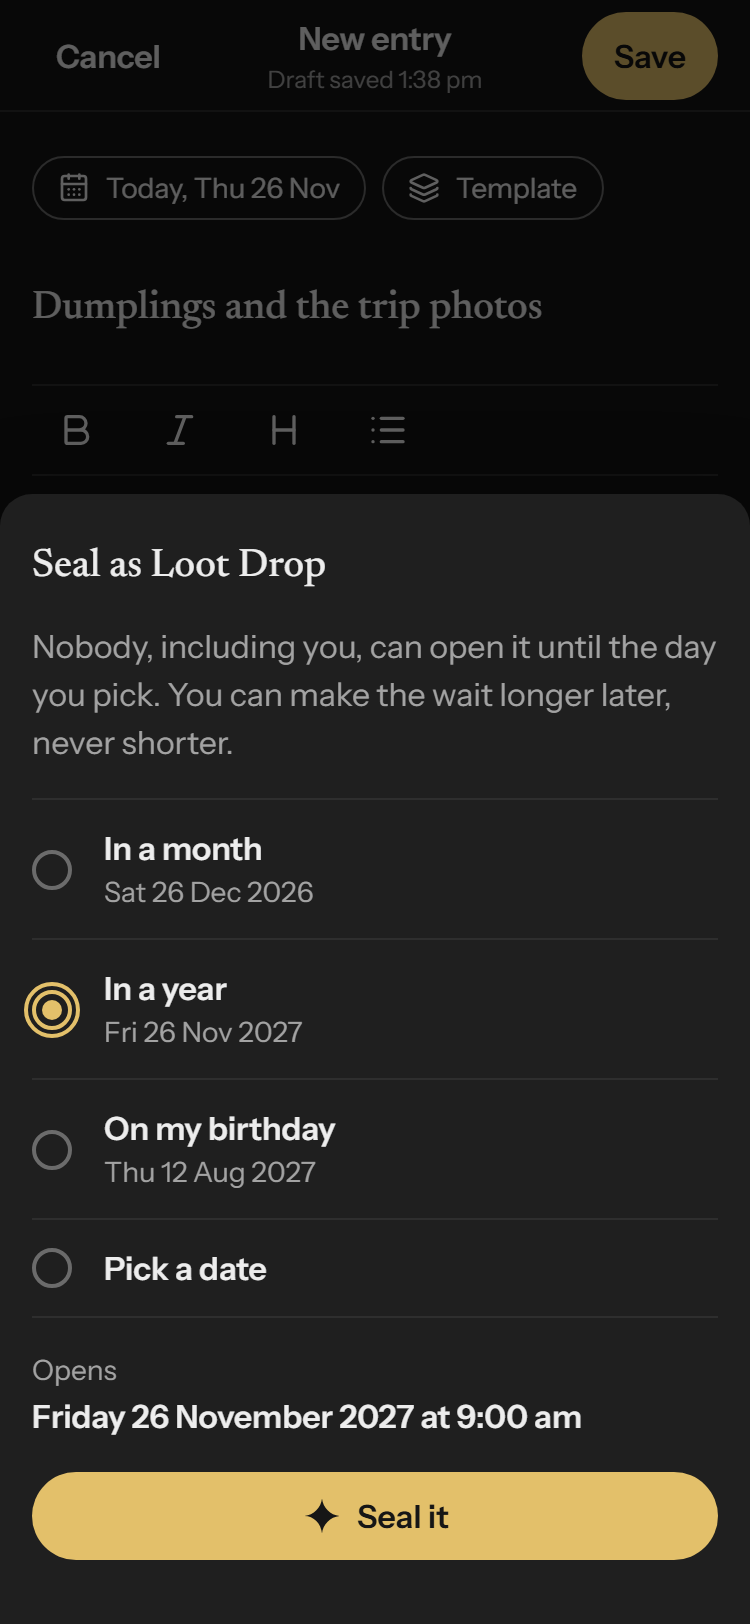 Cancel
New entry
Draft saved 1:38 pm
Save
Today, Thu 26 Nov
Template
Dumplings and the trip photos
B I H
Seal as Loot Drop
Nobody, including you, can open it until the day
you pick. You can make the wait longer later,
never shorter.
In a month
Sat 26 Dec 2026
In a year
Fri 26 Nov 2027
On my birthday
Thu 12 Aug 2027
Pick a date
Opens
Friday 26 November 2027 at 9:00 am
Seal it